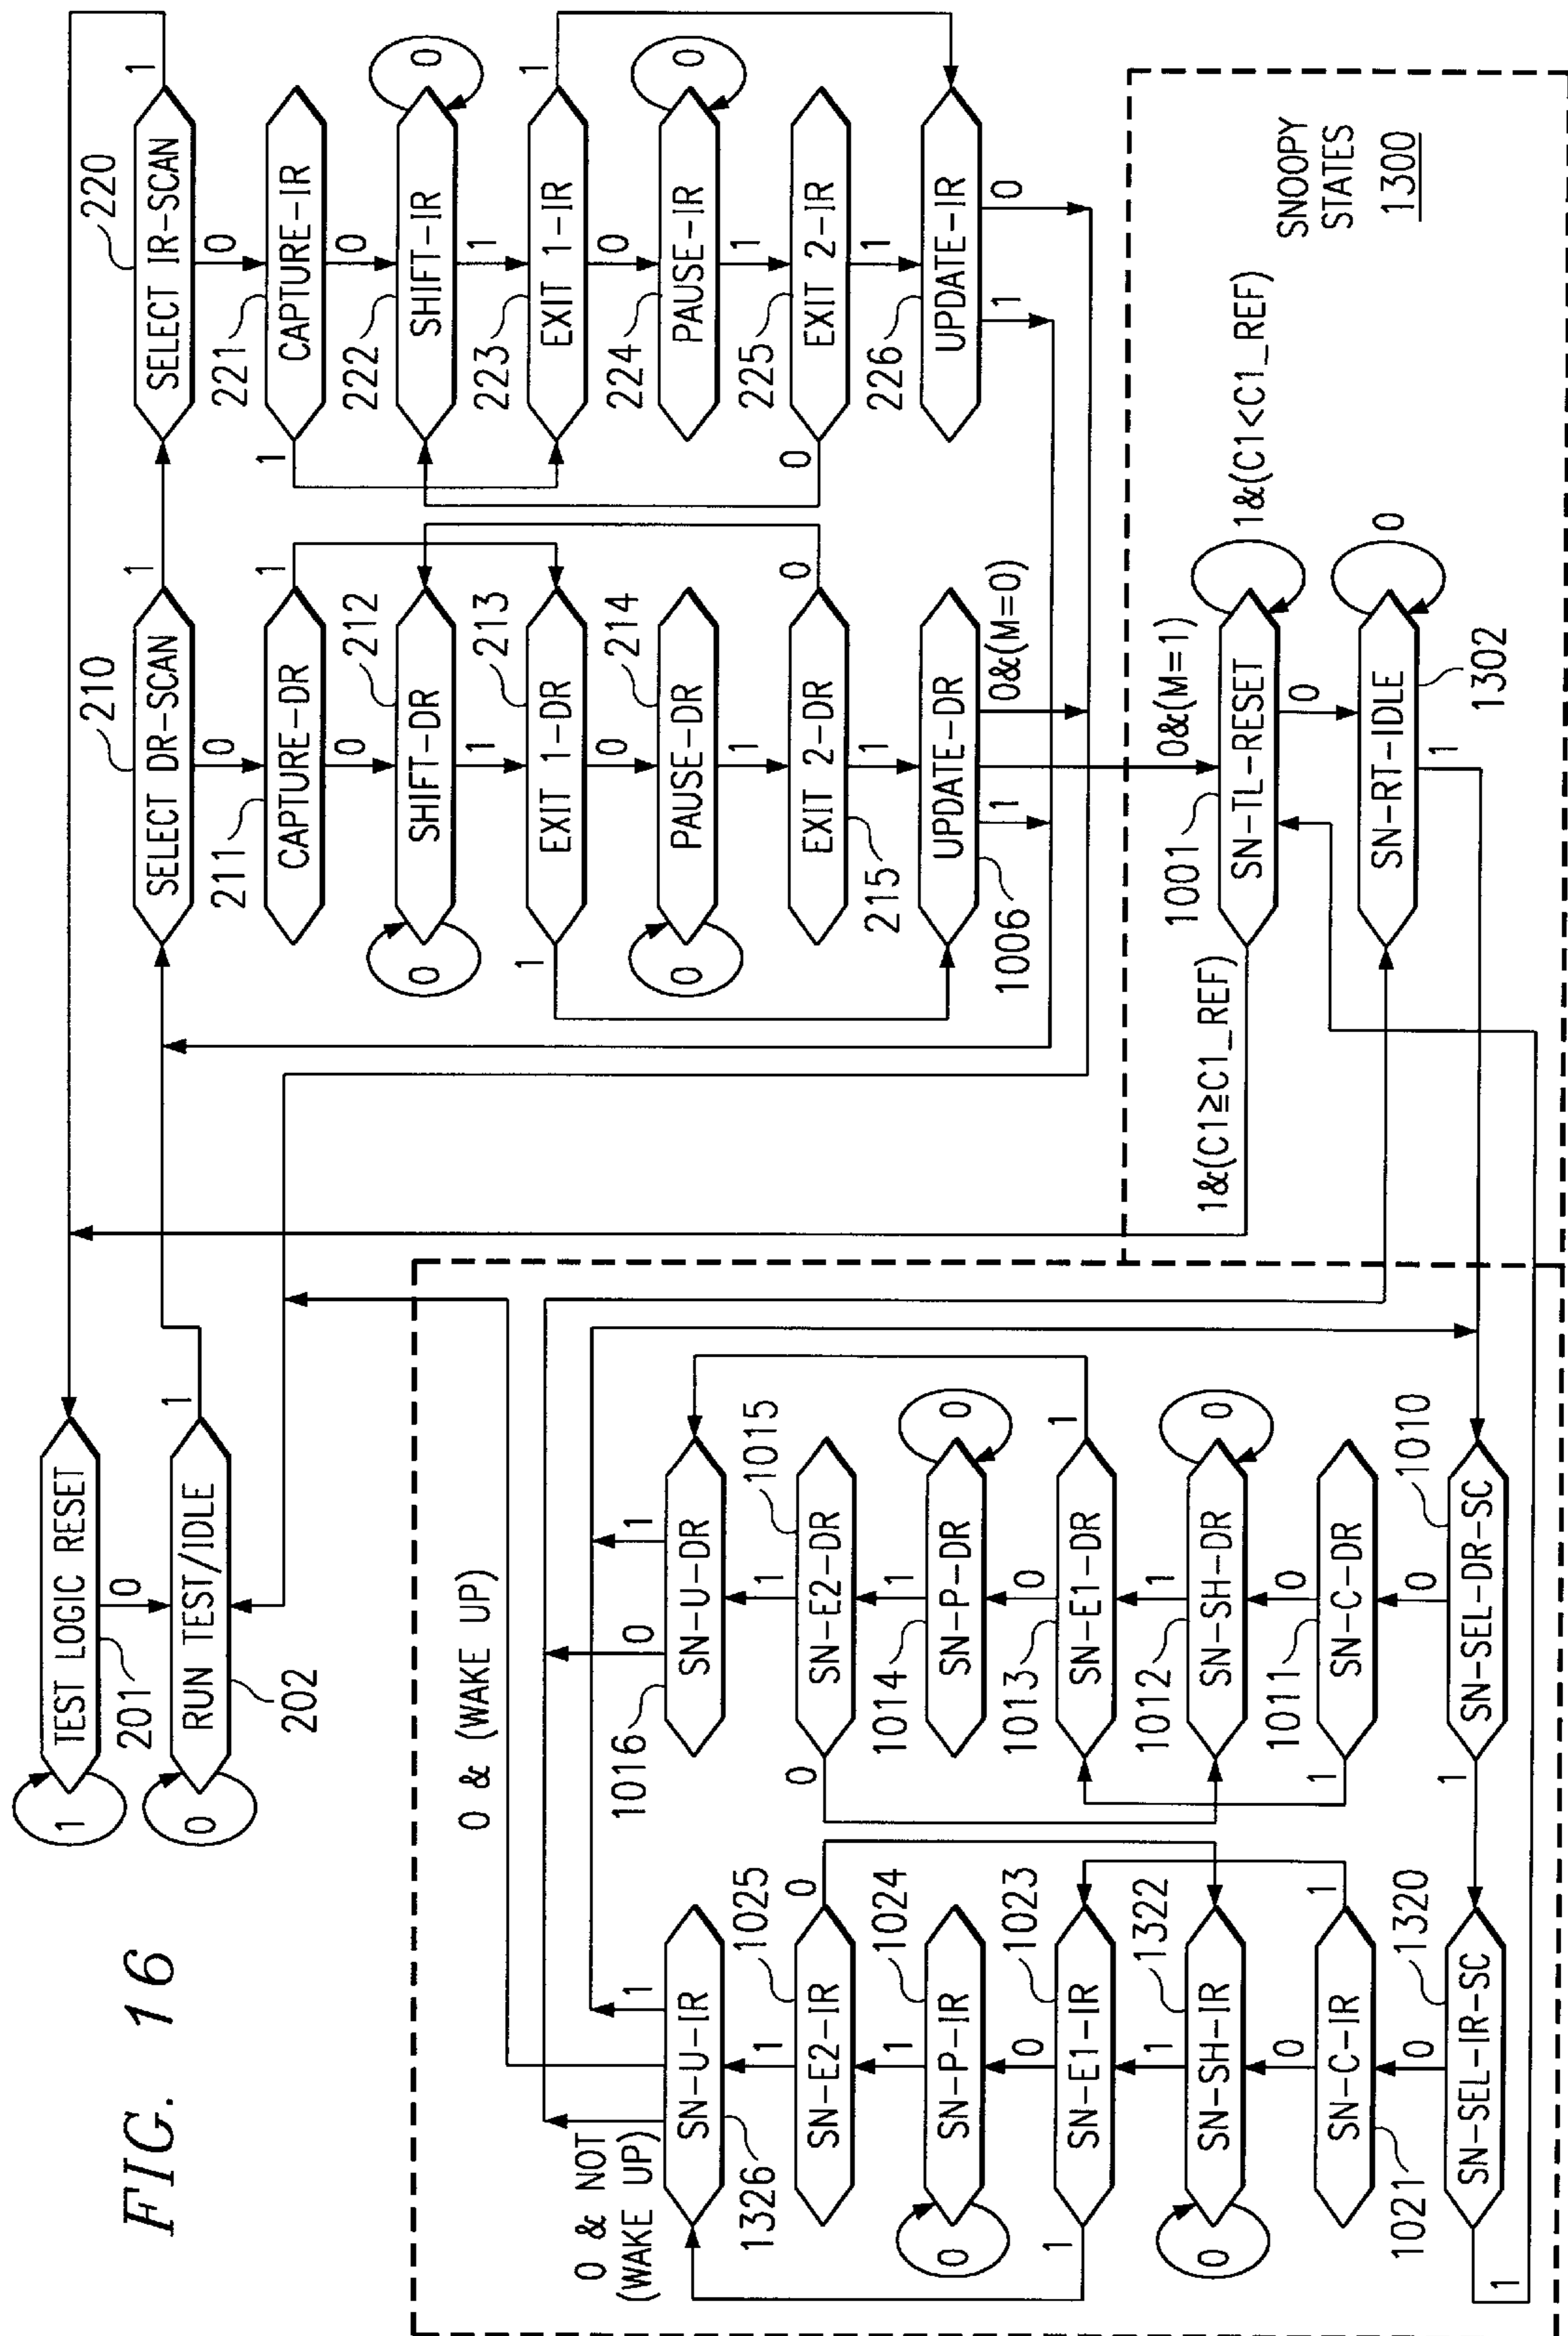 FIG. 16
1
TEST LOGIC RESET
201
0
0
RUN TEST/IDLE
202
1
210
SELECT DR-SCAN
1
0
211
CAPTURE-DR
1
0
212
SHIFT-DR
0
1
213
EXIT 1-DR
1
0
214
PAUSE-DR
0
1
215
EXIT 2-DR
0
1
1006
UPDATE-DR
1
0&(M=0)
0&(M=1)
220
SELECT IR-SCAN
1
0
221
CAPTURE-IR
1
0
222
SHIFT-IR
0
1
223
EXIT 1-IR
1
0
224
PAUSE-IR
0
1
225
EXIT 2-IR
0
1
226
UPDATE-IR
1
0
SNOOPY
STATES
1300
1001
SN-TL-RESET
1&(C1≧C1_REF)
1&(C1<C1_REF)
0
SN-RT-IDLE
1302
0
1
0 & (WAKE UP)
0 & NOT
(WAKE UP)
1326
SN-U-IR
1
1
1025
SN-E2-IR
0
1
1024
SN-P-IR
0
0
1023
SN-E1-IR
1
1
1322
SN-SH-IR
0
0
1021
SN-C-IR
1
0
1320
SN-SEL-IR-SC
1
1016
SN-U-DR
0
1
1
1015
SN-E2-DR
0
1
1014
SN-P-DR
0
0
1013
SN-E1-DR
1
1
1012
SN-SH-DR
0
0
1011
SN-C-DR
1
0
1010
SN-SEL-DR-SC
1